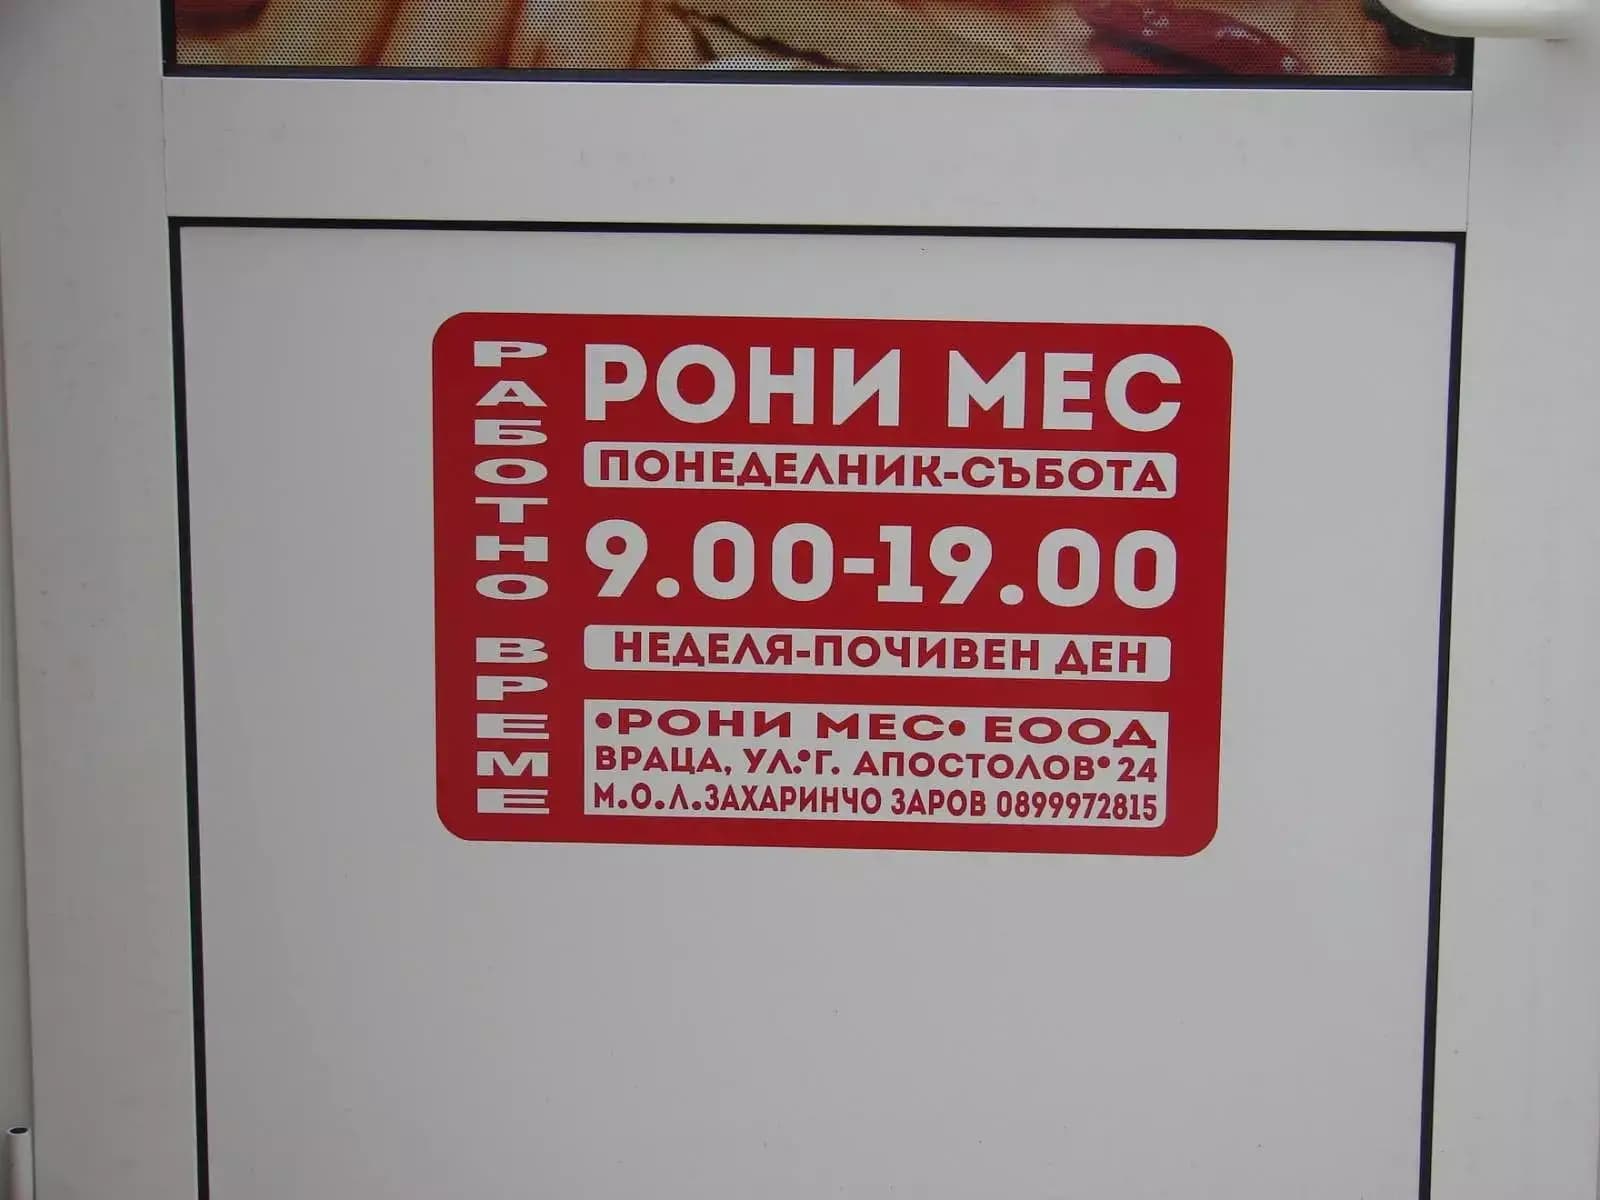 РАБОТНО ВРЕМЕ
РОНИ МЕС
ПОНЕДЕЛНИК-СЪБОТА
9.00-19.00
НЕДЕЛЯ-ПОЧИВЕН ДЕН
•РОНИ МЕС• ЕООД
ВРАЦА, УЛ.•Г. АПОСТОЛОВ• 24
М.О.Л.ЗАХАРИНЧО ЗАРОВ 0899972815